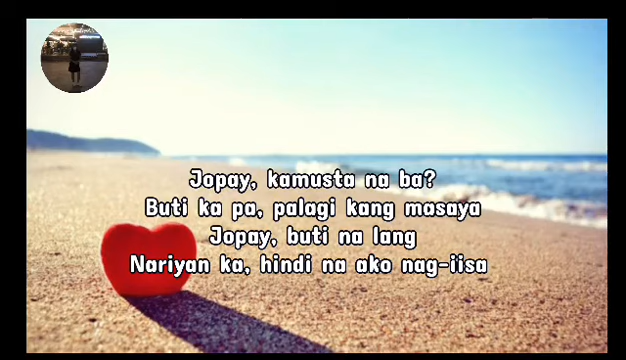 Jopay, kamusta na ba?
Buti ka pa, palagi kang masaya
Jopay, buti na lang
Nariyan ka, hindi na ako nag-iisa